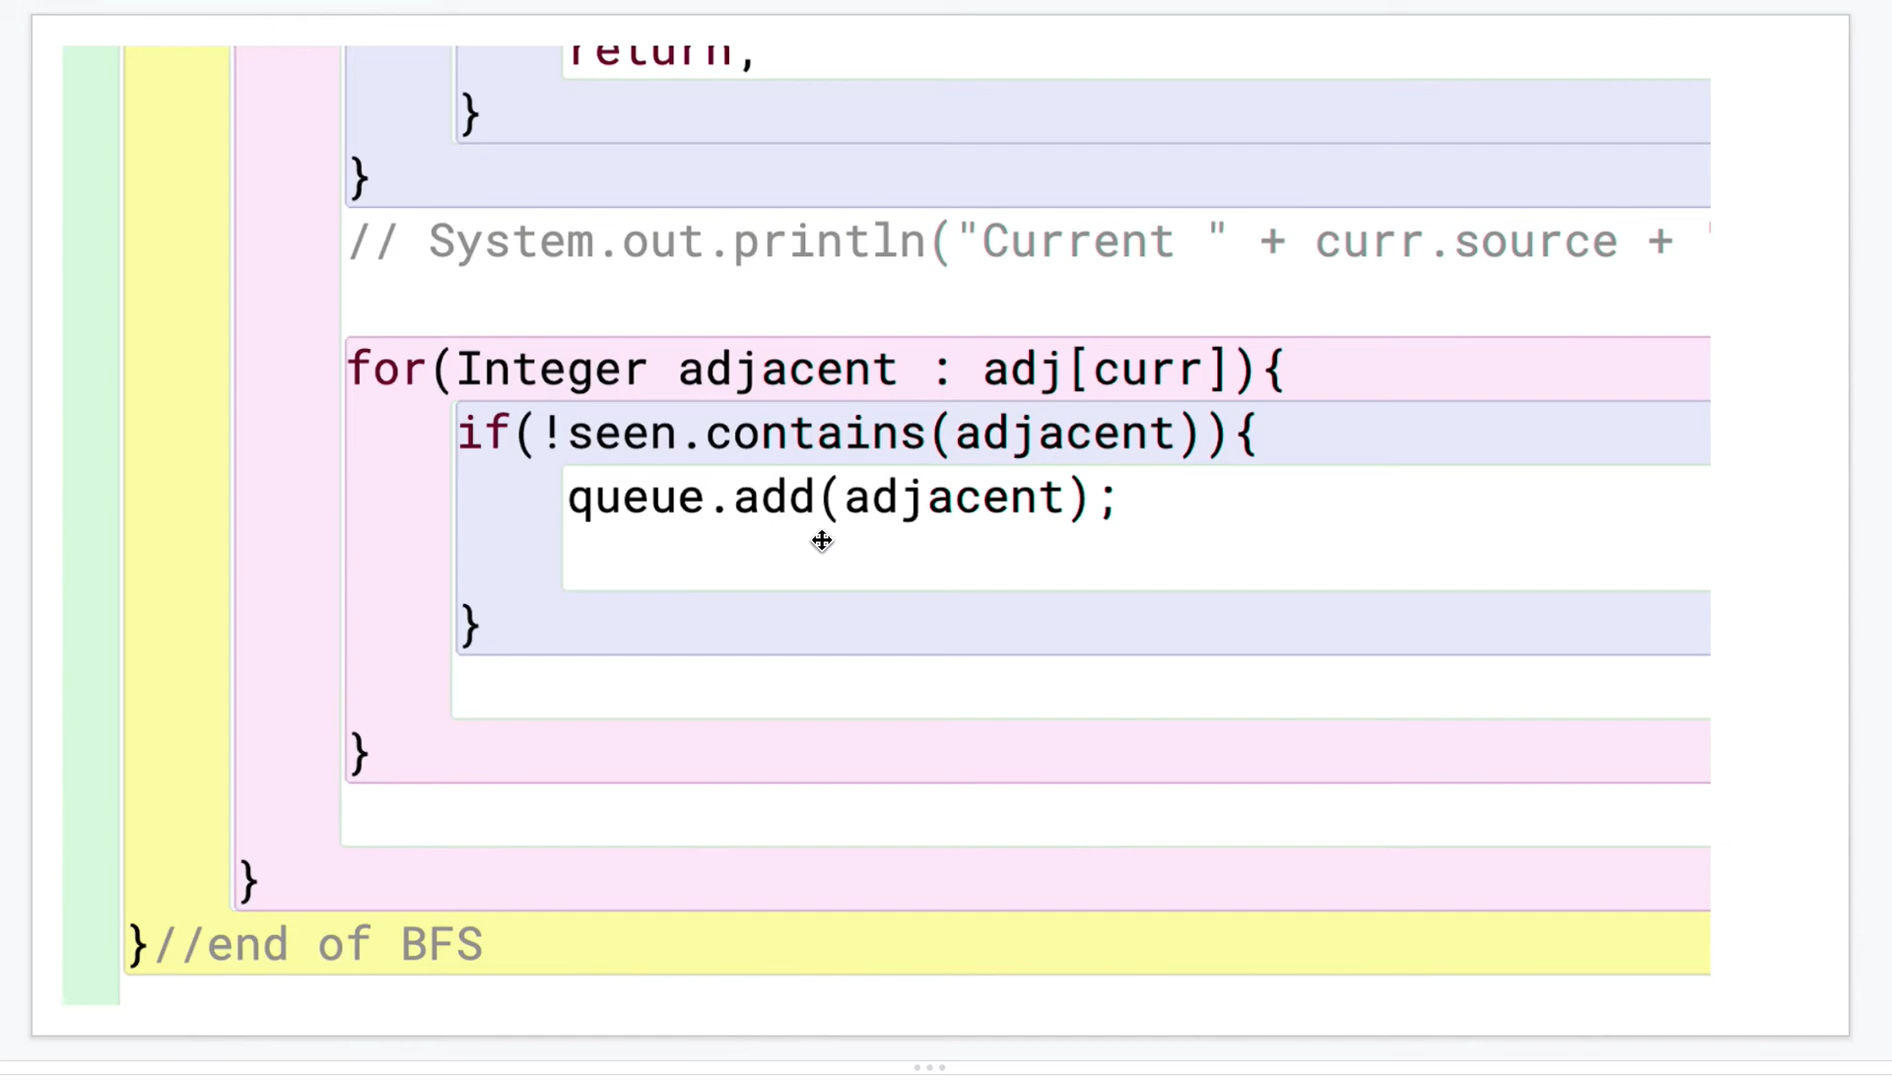 return;
}
}
// System.out.println("Current " + curr.source + "
for(Integer adjacent : adj[curr]){
if(!seen.contains(adjacent)){
queue.add(adjacent);
}
}
}
}//end of BFS